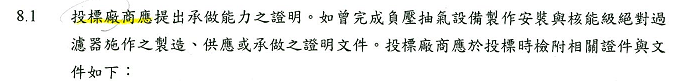 8.1 投標廠商應提出承做能力之證明。如曾完成負壓抽氣設備製作安裝與核能級絕對過
濾器施作之製造、供應或承做之證明文件。投標廠商應於投標時檢附相關證件與文
件如下：